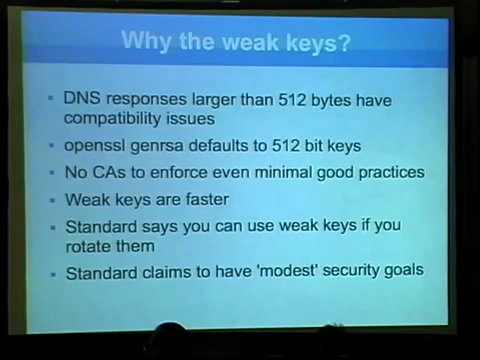 Why the weak keys?
DNS responses larger than 512 bytes have
compatibility issues
openssl genrsa defaults to 512 bit keys
No CAs to enforce even minimal good practices
Weak keys are faster
Standard says you can use weak keys if you
rotate them
Standard claims to have 'modest' security goals